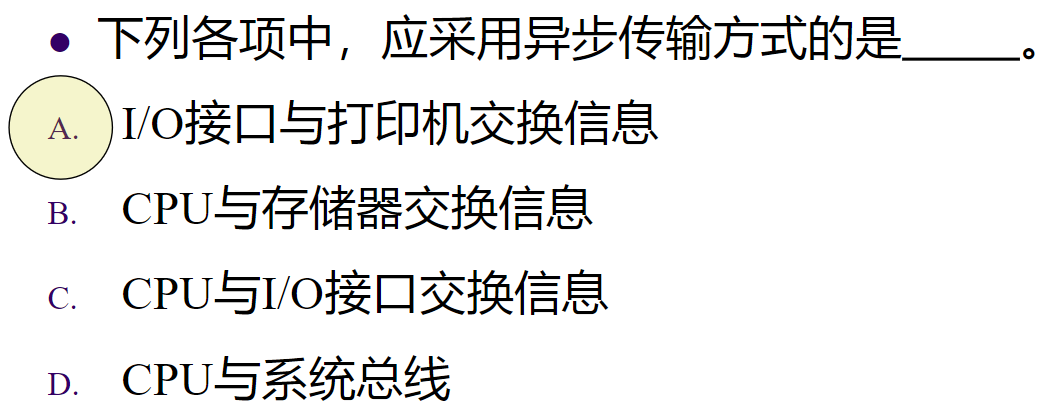 ● 下列各项中，应采用异步传输方式的是_____。
A. I/O接口与打印机交换信息
B. CPU与存储器交换信息
C. CPU与I/O接口交换信息
D. CPU与系统总线